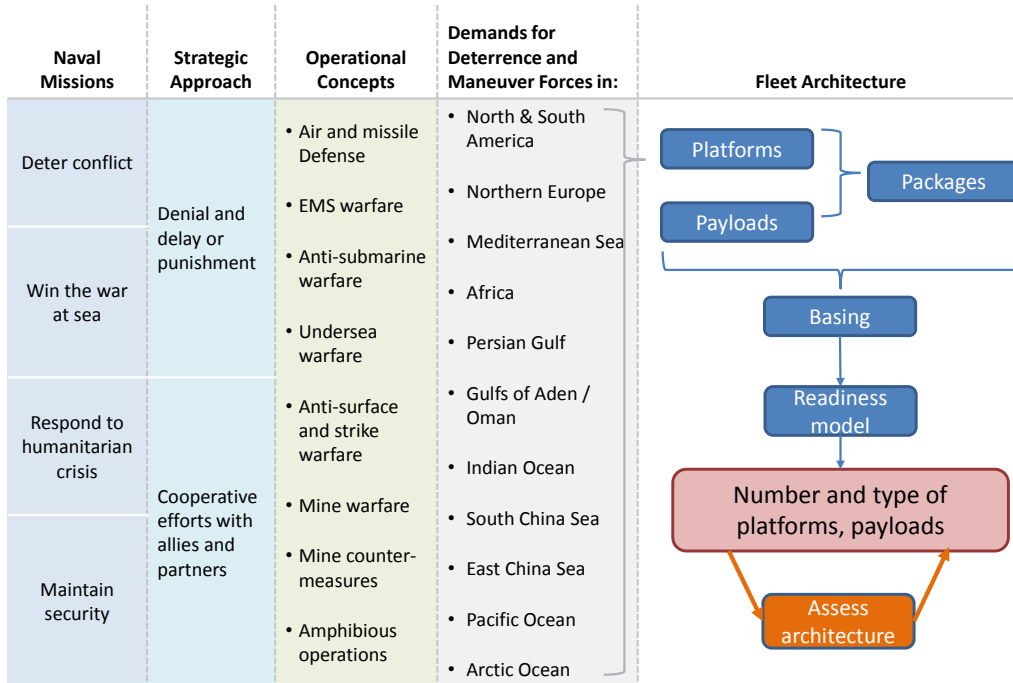 Naval
Missions
Strategic
Approach
Operational
Concepts
Demands for
Deterrence and
Maneuver Forces in:
Fleet Architecture
Deter conflict
Win the war
at sea
Respond to
humanitarian
crisis
Maintain
security
Denial and
delay or
punishment
Cooperative
efforts with
allies and
partners
• Air and missile
Defense
• EMS warfare
• Anti-submarine
warfare
• Undersea
warfare
• Anti-surface
and strike
warfare
• Mine warfare
• Mine counter-
measures
• Amphibious
operations
• North & South
America
• Northern Europe
• Mediterranean Sea
• Africa
• Persian Gulf
• Gulfs of Aden /
Oman
• Indian Ocean
• South China Sea
• East China Sea
• Pacific Ocean
• Arctic Ocean
Platforms
Payloads
Packages
Basing
Readiness
model
Number and type of
platforms, payloads
Assess
architecture